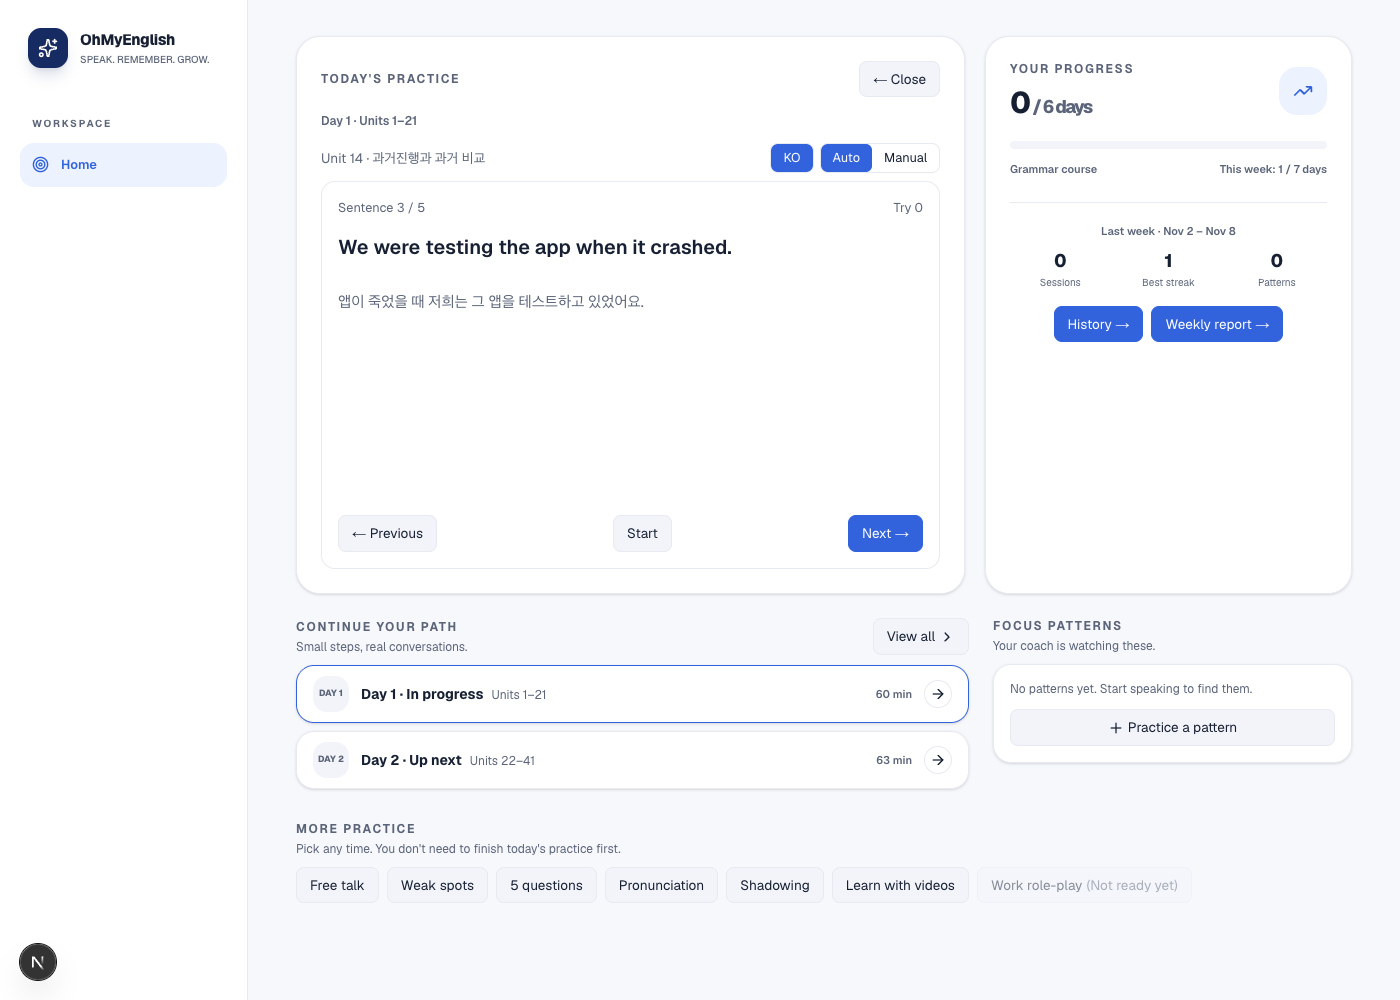 OhMyEnglish
SPEAK. REMEMBER. GROW.
WORKSPACE
Home
TODAY'S PRACTICE
← Close
Day 1 · Units 1–21
Unit 14 · 과거진행과 과거 비교
KO
Auto
Manual
Sentence 3 / 5
Try 0
We were testing the app when it crashed.
앱이 죽었을 때 저희는 그 앱을 테스트하고 있었어요.
← Previous
Start
Next →
YOUR PROGRESS
0 / 6 days
Grammar course
This week: 1 / 7 days
Last week · Nov 2 – Nov 8
0
1
0
Sessions
Best streak
Patterns
History →
Weekly report →
CONTINUE YOUR PATH
Small steps, real conversations.
View all
DAY 1
Day 1 · In progress Units 1–21
60 min
DAY 2
Day 2 · Up next Units 22–41
63 min
FOCUS PATTERNS
Your coach is watching these.
No patterns yet. Start speaking to find them.
+ Practice a pattern
MORE PRACTICE
Pick any time. You don't need to finish today's practice first.
Free talk
Weak spots
5 questions
Pronunciation
Shadowing
Learn with videos
Work role-play (Not ready yet)
N